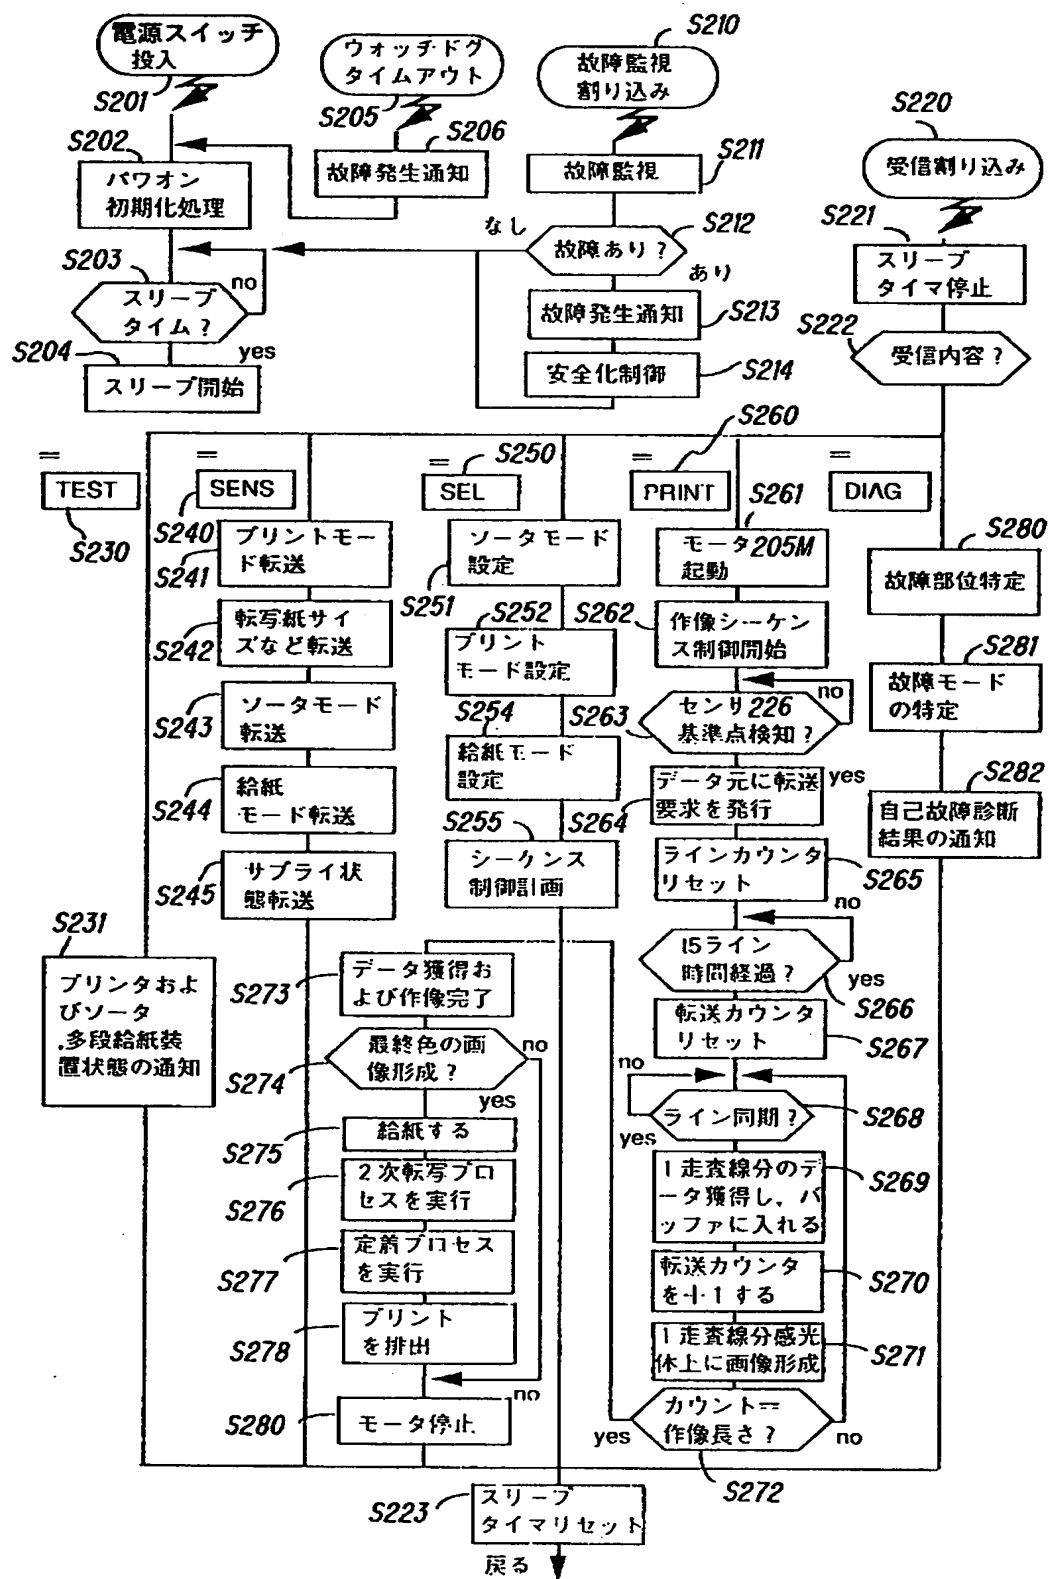 電源スイッチ
投入
S201
S202
パワオン
初期化処理
S203
スリープ
タイム?
no
S204
yes
スリープ開始
ウォッチドグ
タイムアウト
S205
S206
故障発生通知
S210
故障監視
割り込み
S211
故障監視
なし
S212
故障あり?
あり
故障発生通知
S213
安全化制御
S214
S220
受信割り込み
S221
スリープ
タイマ停止
S222
受信内容?
=
TEST
S230
S231
プリンタおよ
びソータ
.多段給紙装
置状態の通知
=
SENS
S240
プリントモー
ド転送
S241
転写紙サイ
ズなど転送
S242
ソータモード
転送
S243
給紙
モード転送
S244
サプライ状
態転送
S245
=
S250
SEL
ソータモード
設定
S251
S252
プリント
モード設定
S254
給紙モード
設定
S255
シーケンス
制御計画
S260
=
PRINT
S261
モータ205M
起動
S262
作像シーケン
ス制御開始
no
S263
センサ226
基準点検知?
yes
データ元に転送
要求を発行
S264
ラインカウンタ
リセット
S265
no
15ライン
時間経過?
yes
S266
転送カウンタ
リセット
S267
no
ライン同期?
S268
yes
1走査線分のデ
ータ獲得し,バ
ッファに入れる
S269
転送カウンタ
を+1する
S270
1走査線分感光
体上に画像形成
S271
カウント=
作像長さ?
yes
no
S272
S273
データ獲得お
よび作像完了
S274
最終色の画
像形成?
no
yes
S275
給紙する
S276
2次転写プロ
セスを実行
S277
定着プロセス
を実行
S278
プリント
を排出
no
S280
モータ停止
=
DIAG
S280
故障部位特定
S281
故障モード
の特定
S282
自己故障診断
結果の通知
S223
スリープ
タイマリセット
戻る